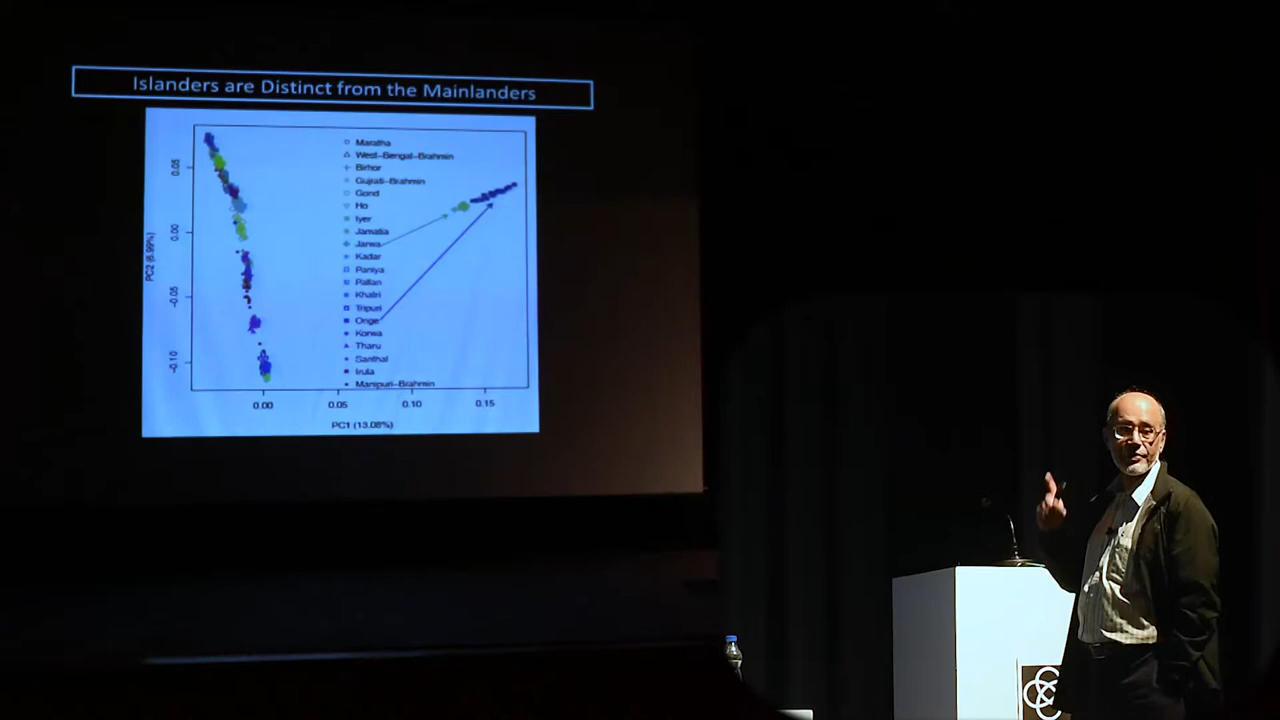 Islanders are Distinct from the Mainlanders
Maratha
West-Bengal-Brahmin
Birhor
Gujrati-Brahmin
Gond
Ho
Iyer
Jamatia
Jarwa
Kadar
Paniya
Pallan
Khatri
Tripuri
Onge
Korwa
Tharu
Santhal
Irula
Manipuri-Brahmin
PC2 (6.99%)
0.05
0.00
-0.05
-0.10
0.00 0.05 0.10 0.15
PC1 (13.08%)